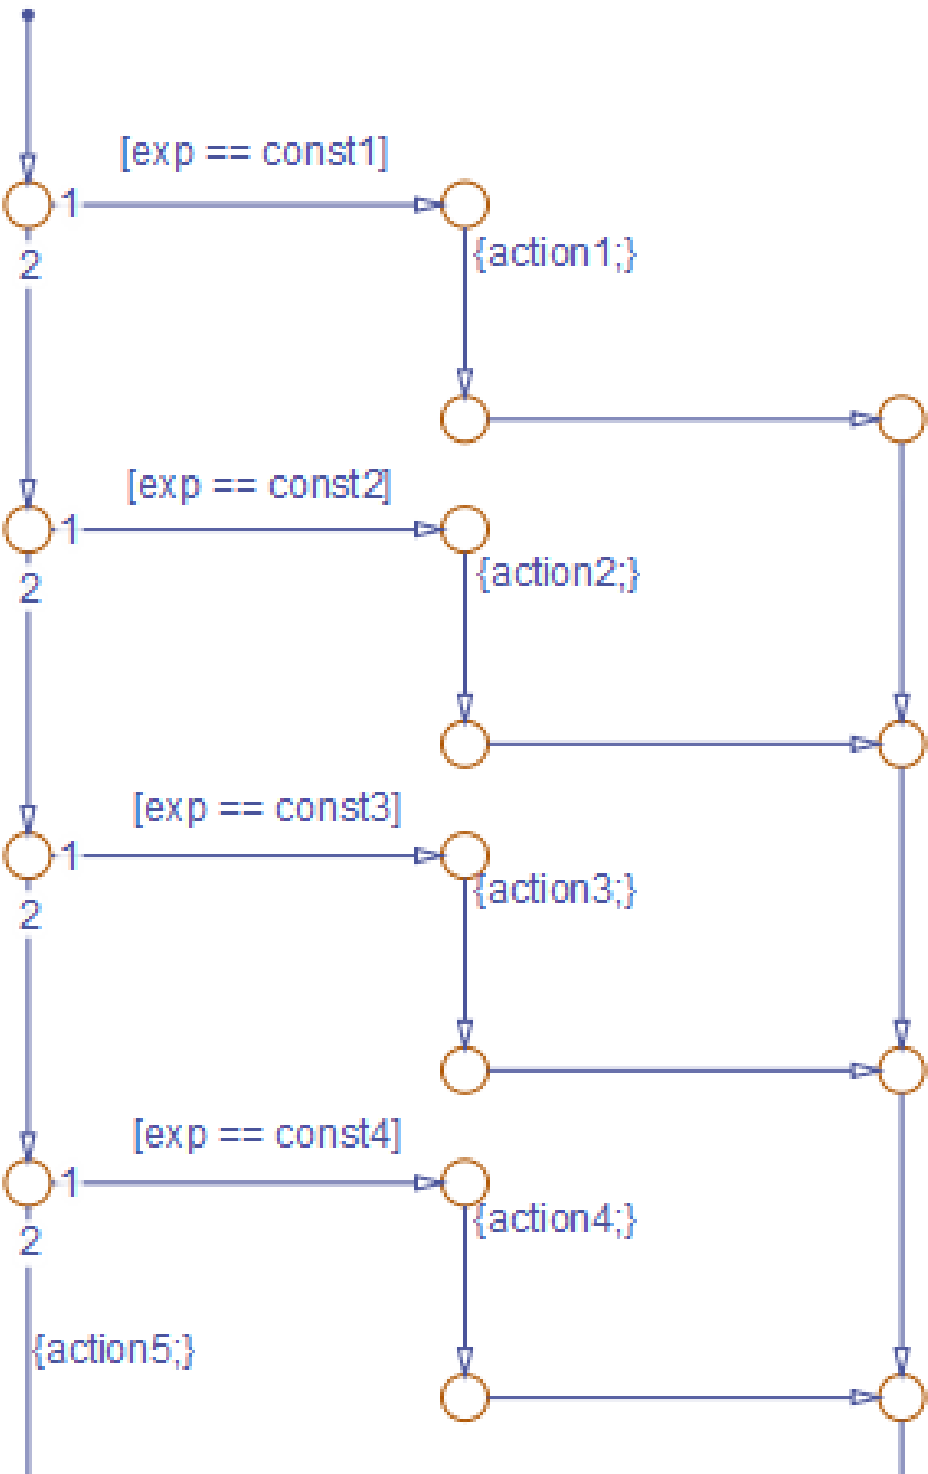 [exp == const1]
1
{action1;}
2
[exp == const2]
1
{action2;}
2
[exp == const3]
1
{action3;}
2
[exp == const4]
1
{action4;}
2
{action5;}